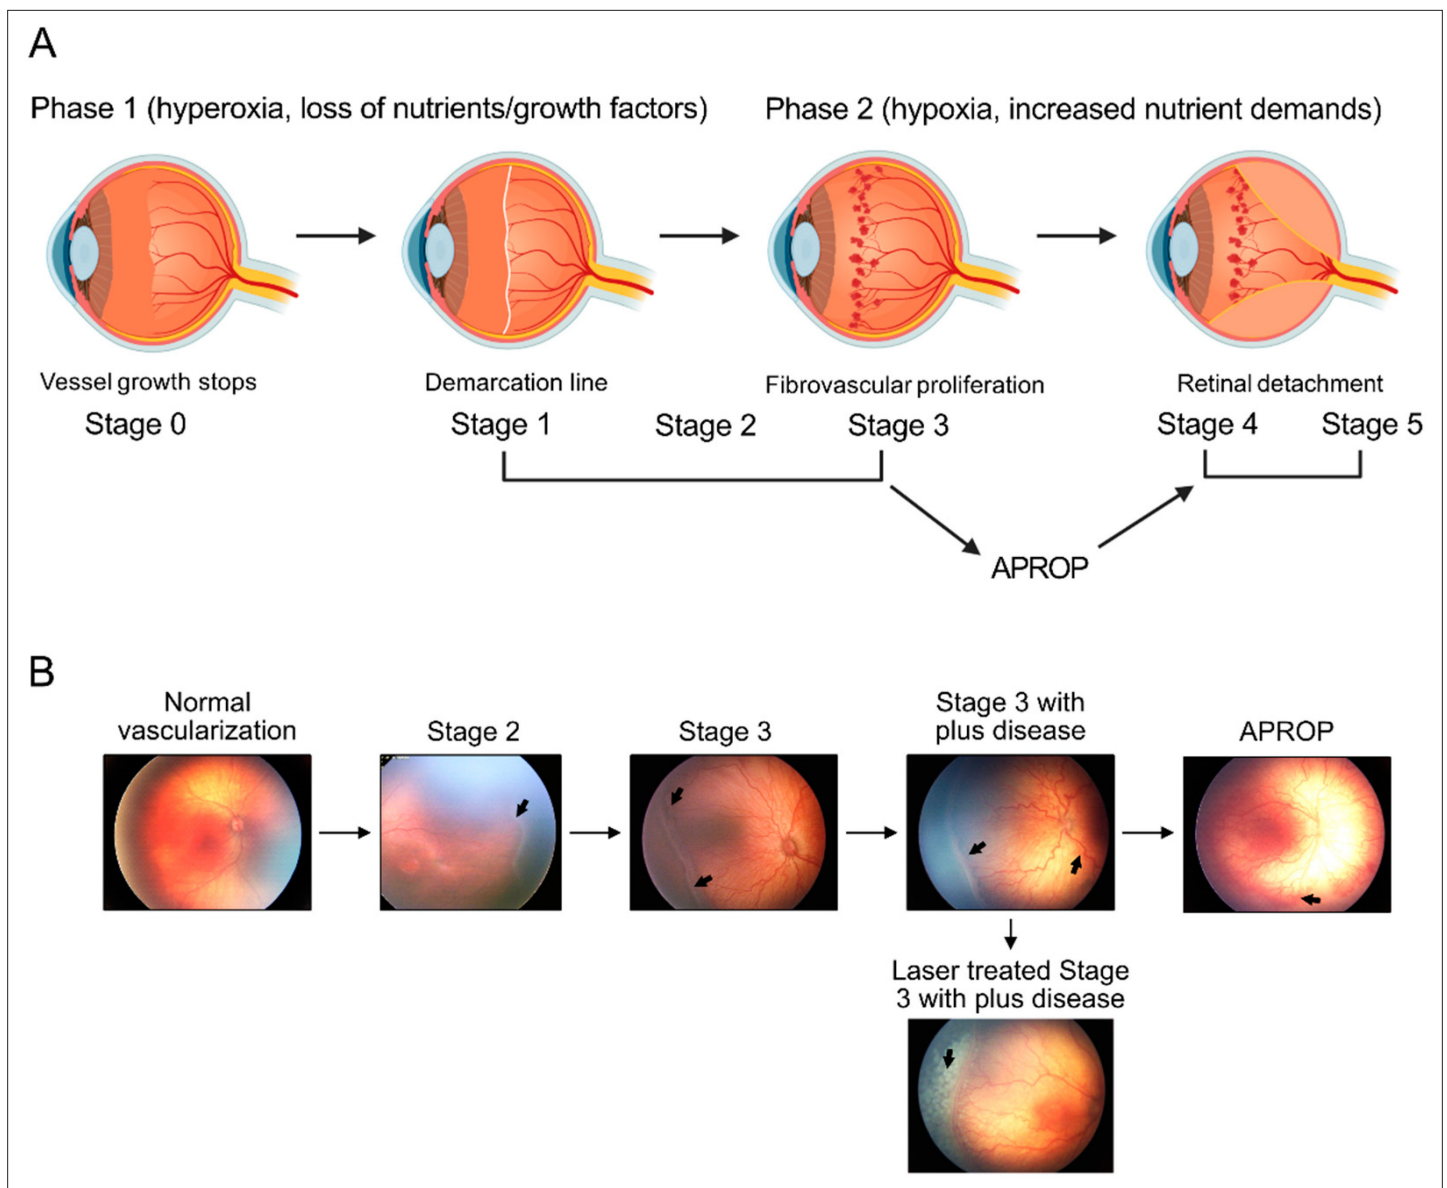 A
Phase 1 (hyperoxia, loss of nutrients/growth factors)
Phase 2 (hypoxia, increased nutrient demands)
Vessel growth stops
Demarcation line
Fibrovascular proliferation
Retinal detachment
Stage 0
Stage 1
Stage 2
Stage 3
Stage 4
Stage 5
APROP
B
Normal
vascularization
Stage 2
Stage 3
Stage 3 with
plus disease
APROP
Laser treated Stage
3 with plus disease